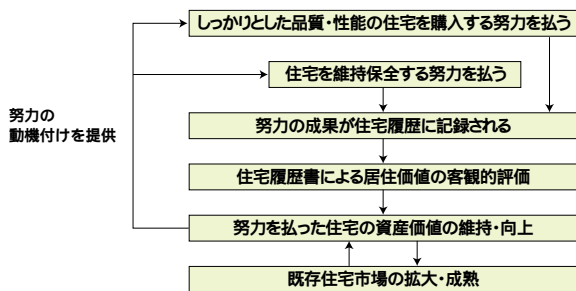 しっかりとした品質・性能の住宅を購入する努力を払う
住宅を維持保全する努力を払う
努力の
動機付けを提供
努力の成果が住宅履歴に記録される
住宅履歴書による居住価値の客観的評価
努力を払った住宅の資産価値の維持・向上
既存住宅市場の拡大・成熟